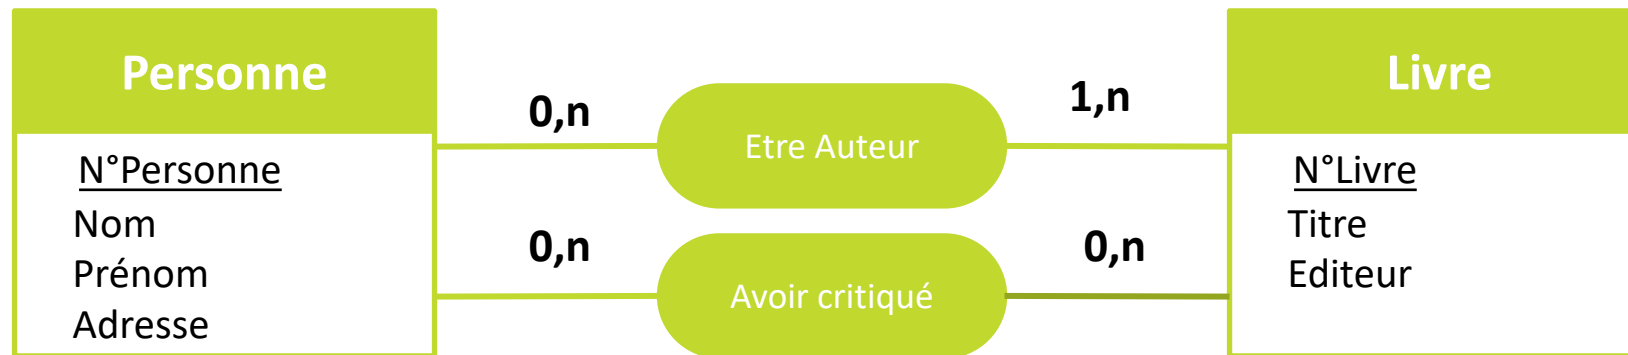 Personne
N°Personne
Nom
Prénom
Adresse
0,n
Etre Auteur
1,n
0,n
Avoir critiqué
0,n
Livre
N°Livre
Titre
Editeur